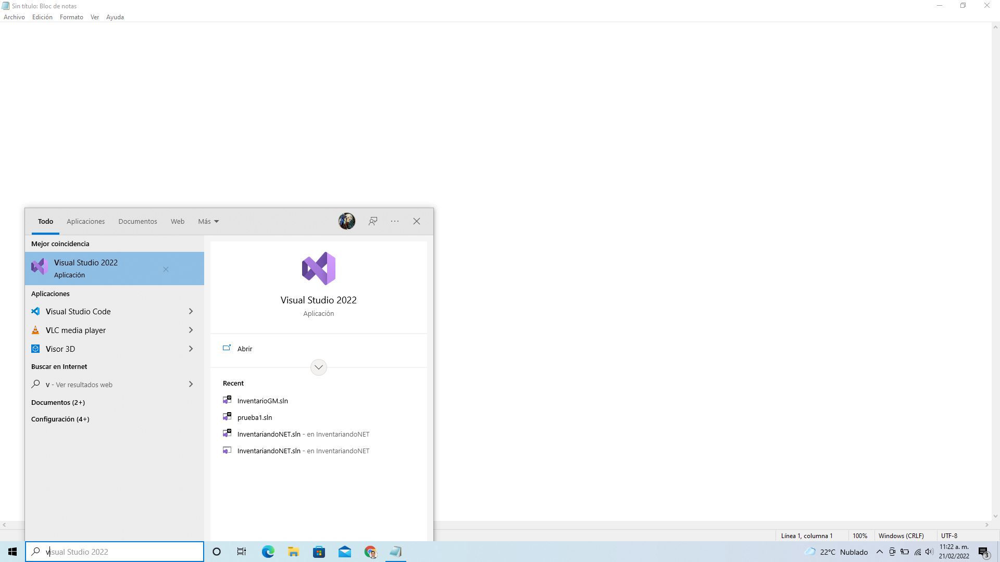 Sin título: Bloc de notas
Archivo Edición Formato Ver Ayuda
Todo Aplicaciones Documentos Web Más
Mejor coincidencia
Visual Studio 2022
Aplicación
Aplicaciones
Visual Studio Code
VLC media player
Visor 3D
Buscar en Internet
v - Ver resultados web
Documentos (2+)
Configuración (4+)
Visual Studio 2022
Aplicación
Abrir
Recent
InventarioGM.sln
prueba1.sln
InventariandoNET.sln - en InventariandoNET
InventariandoNET.sln - en InventariandoNET
Línea 1, columna 1 100% Windows (CRLF) UTF-8
visual Studio 2022
22°C Nublado
11:22 a. m.
21/02/2022
3